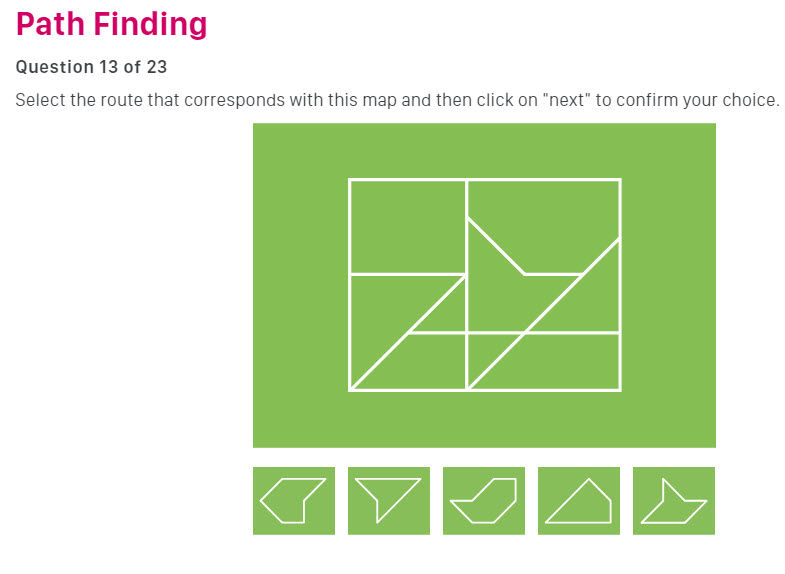 Path Finding
Question 13 of 23
Select the route that corresponds with this map and then click on "next" to confirm your choice.